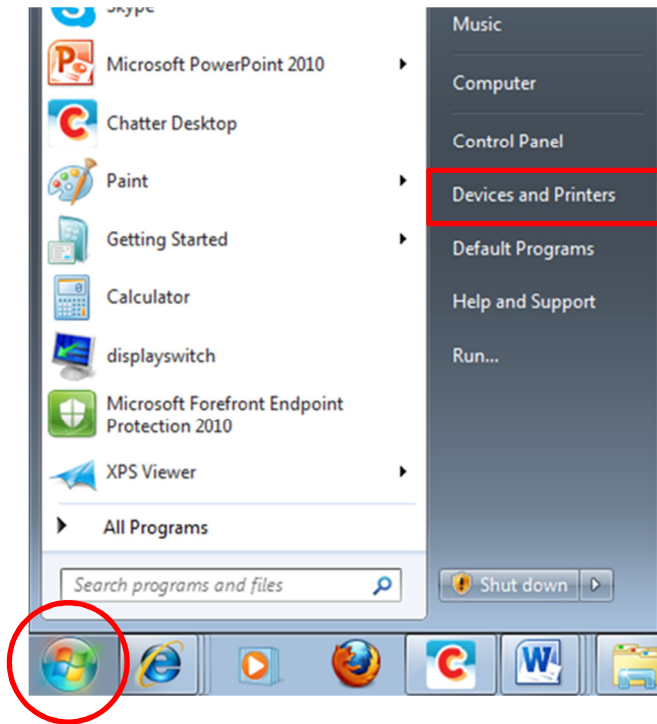 Skype
Microsoft PowerPoint 2010
Chatter Desktop
Paint
Getting Started
Calculator
displayswitch
Microsoft Forefront Endpoint
Protection 2010
XPS Viewer
All Programs
Search programs and files
Music
Computer
Control Panel
Devices and Printers
Default Programs
Help and Support
Run...
Shut down